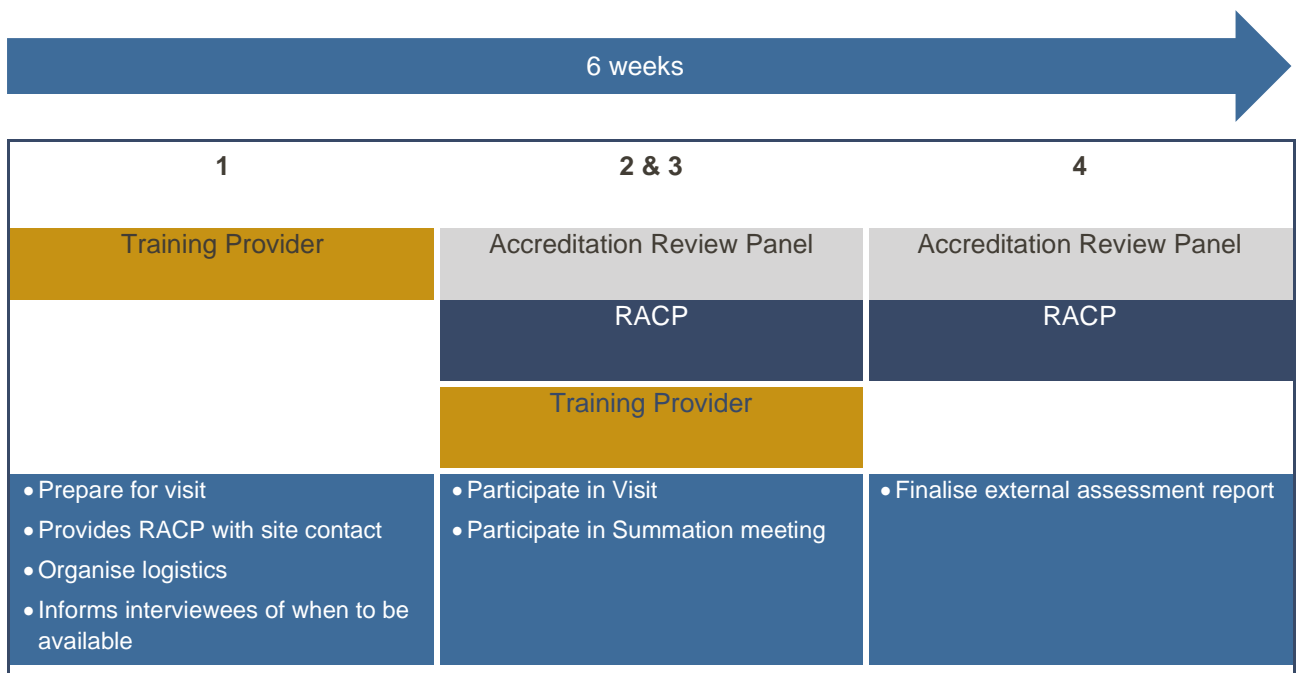 6 weeks
1
2 & 3
4
Training Provider
Accreditation Review Panel
Accreditation Review Panel
RACP
RACP
Training Provider
• Prepare for visit
• Provides RACP with site contact
• Organise logistics
• Informs interviewees of when to be
available
• Participate in Visit
• Participate in Summation meeting
• Finalise external assessment report